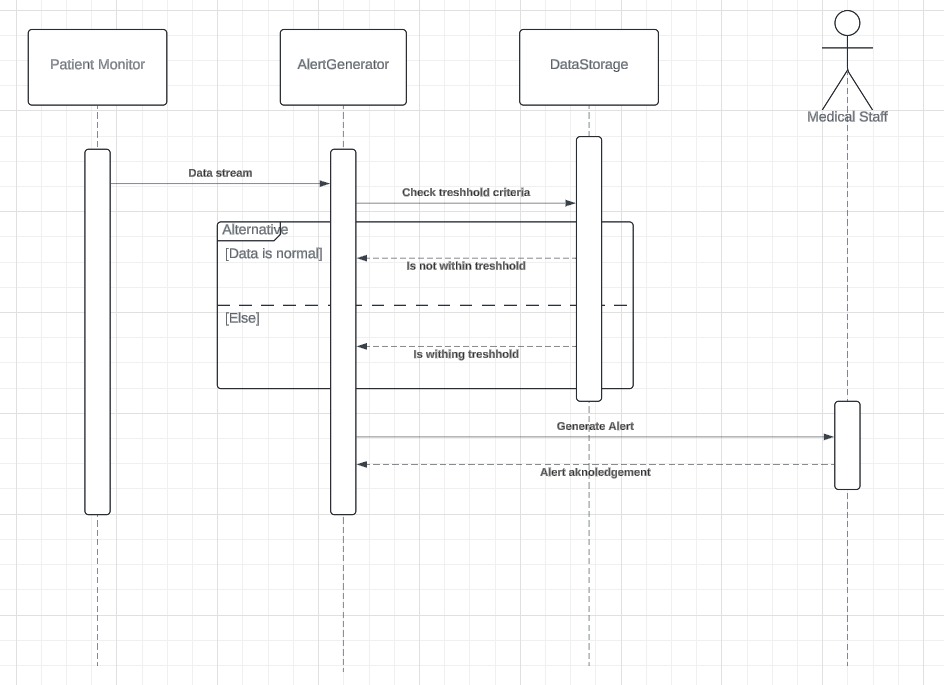 Patient Monitor
AlertGenerator
DataStorage
Medical Staff
Data stream
Check treshhold criteria
Alternative
[Data is normal]
Is not within treshhold
[Else]
Is withing treshhold
Generate Alert
Alert aknoledgement